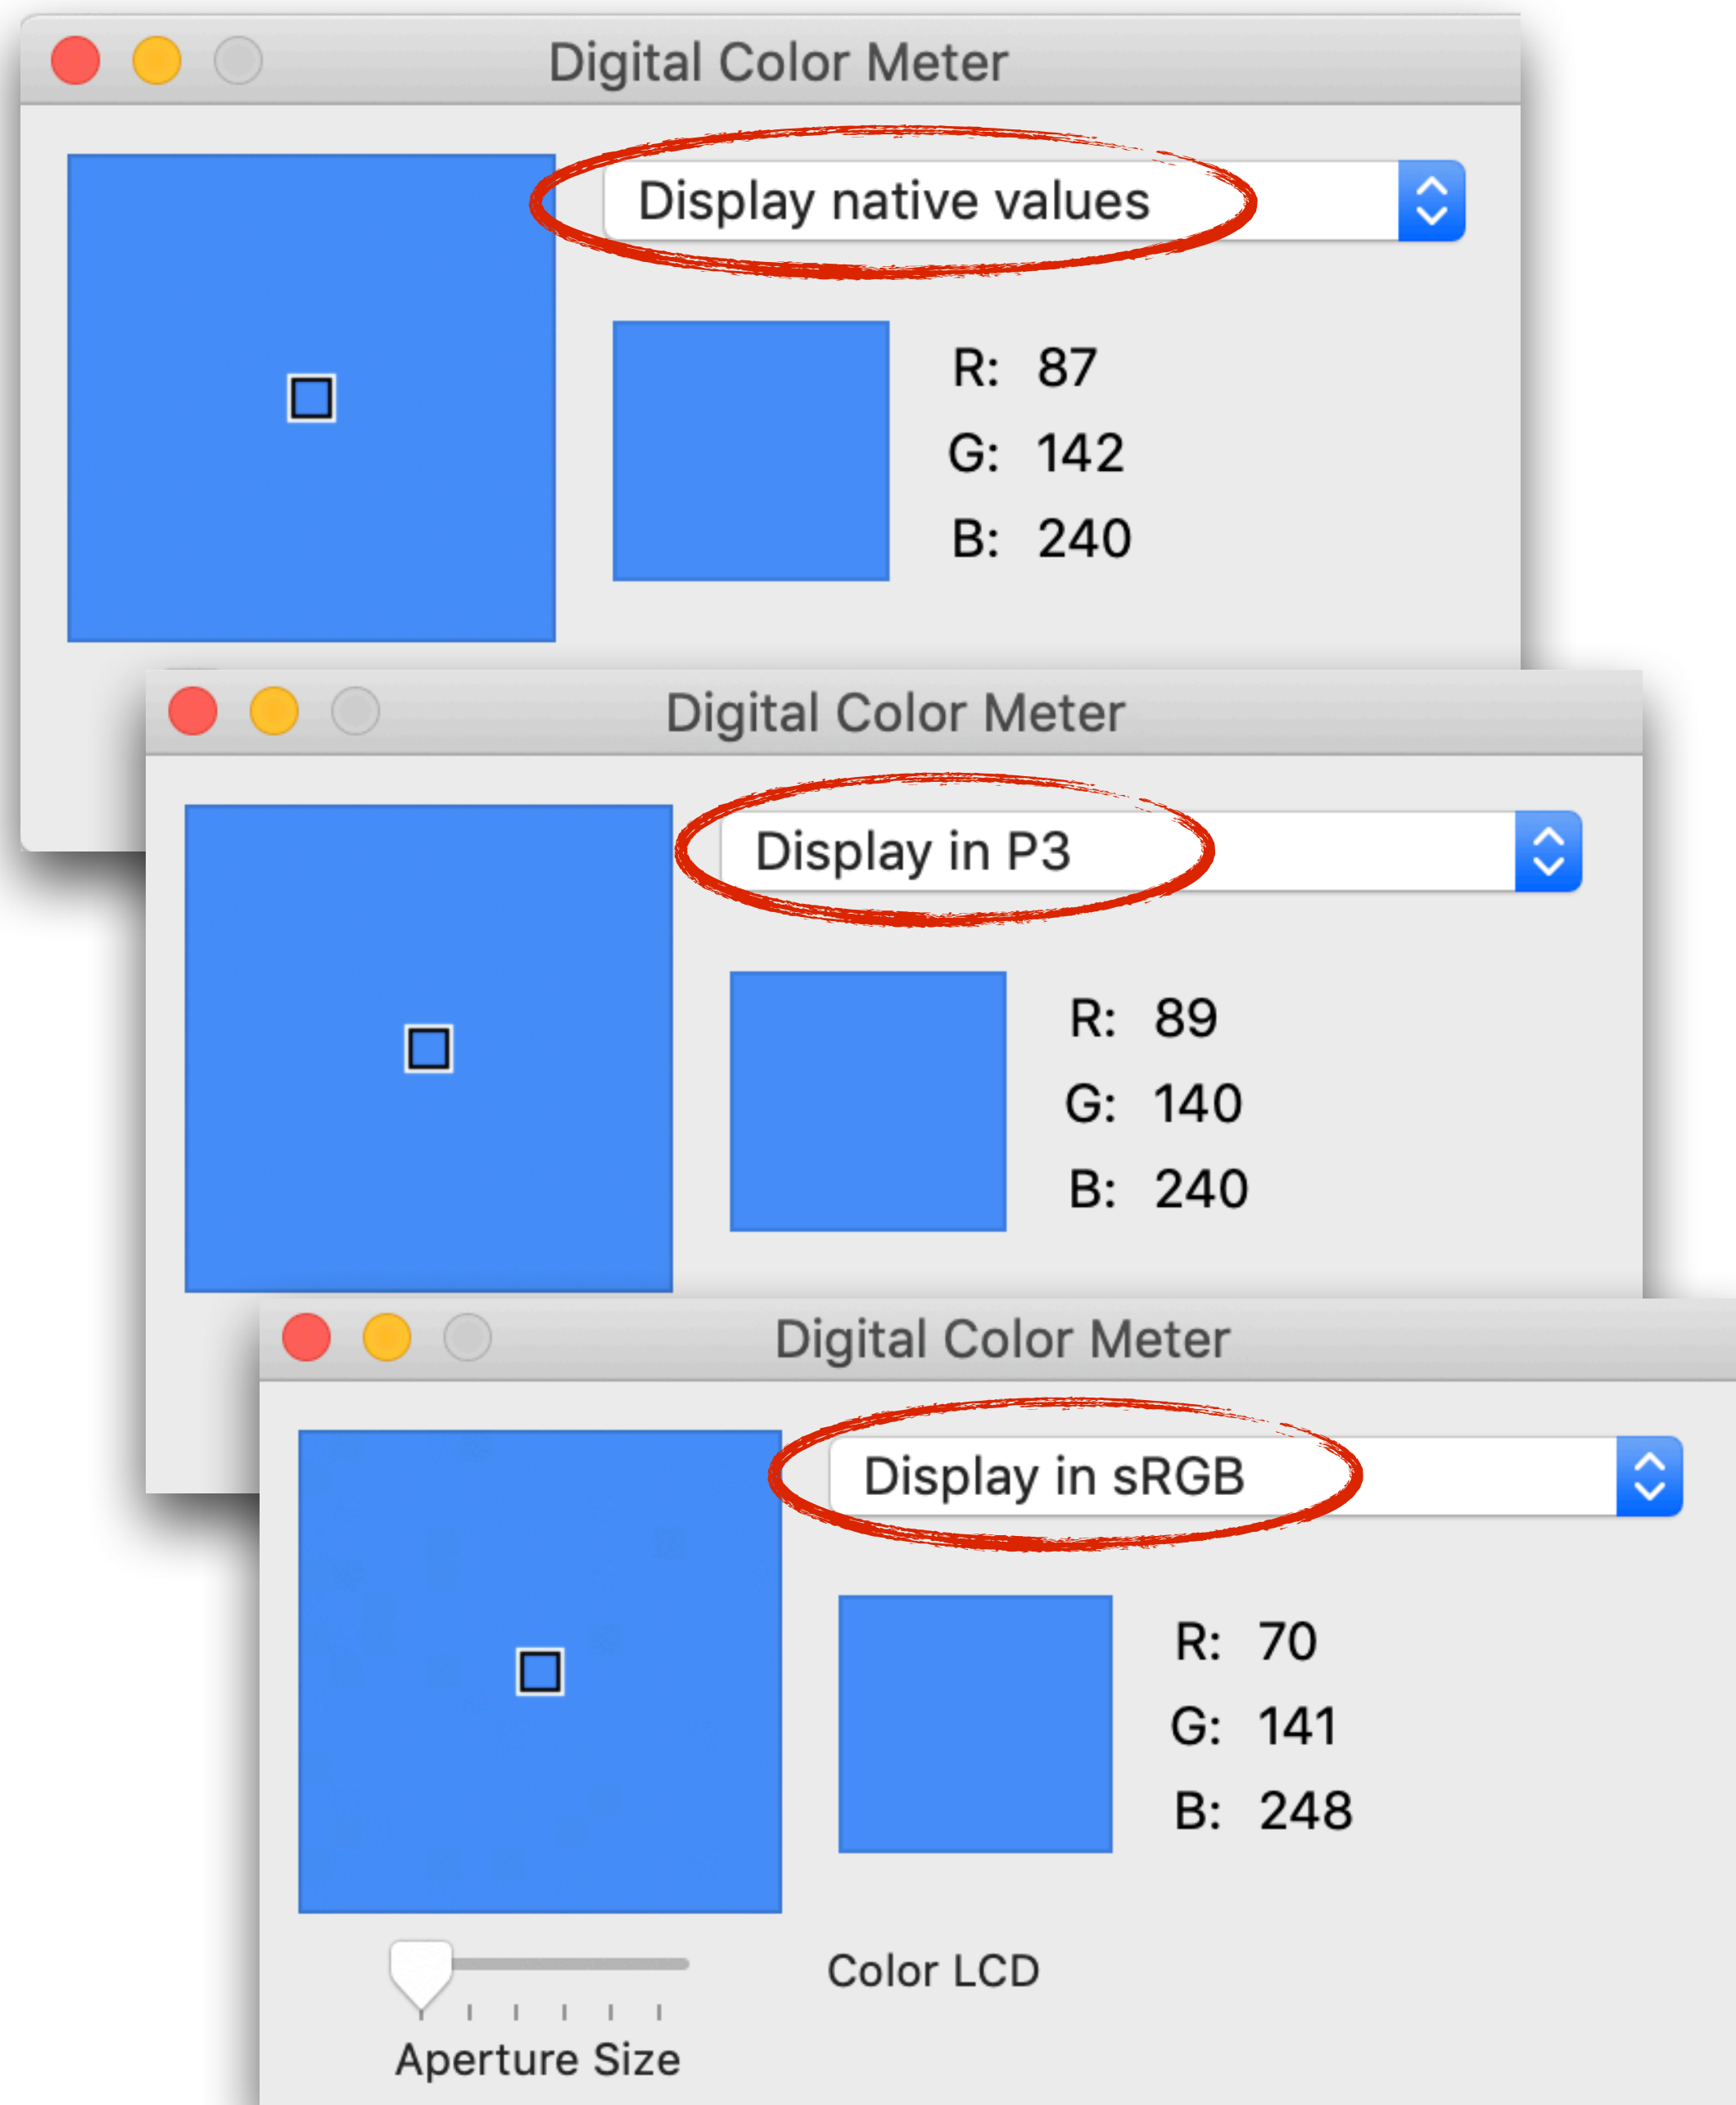 Digital Color Meter
Display native values
R: 87
G: 142
B: 240
Digital Color Meter
Display in P3
R: 89
G: 140
B: 240
Digital Color Meter
Display in sRGB
R: 70
G: 141
B: 248
Color LCD
Aperture Size